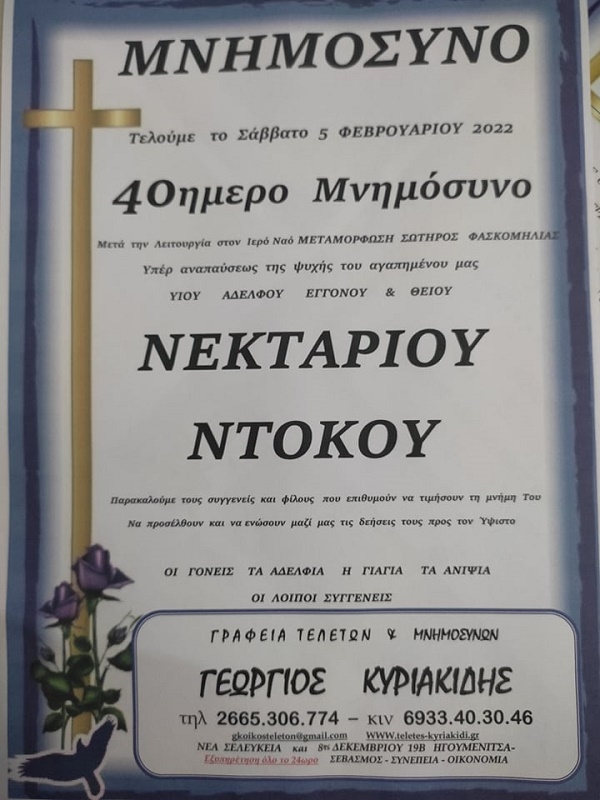 ΜΝΗΜΟΣΥΝΟ
Τελούμε το Σάββατο 5 ΦΕΒΡΟΥΑΡΙΟΥ 2022
40ημερο Μνημόσυνο
Μετά την Λειτουργία στον Ιερό Ναό ΜΕΤΑΜΟΡΦΩΣΗ ΣΩΤΗΡΟΣ ΦΑΣΚΟΜΗΛΙΑΣ
Υπέρ αναπαύσεως της ψυχής του αγαπημένου μας
ΥΙΟΥ ΑΔΕΛΦΟΥ ΕΓΓΟΝΟΥ & ΘΕΙΟΥ
ΝΕΚΤΑΡΙΟΥ
ΝΤΟΚΟΥ
Παρακαλούμε τους συγγενείς και φίλους που επιθυμούν να τιμήσουν τη μνήμη Του
Να προσέλθουν και να ενώσουν μαζί μας τις δεήσεις τους προς τον Ύψιστο
ΟΙ ΓΟΝΕΙΣ ΤΑ ΑΔΕΛΦΙΑ Η ΓΙΑΓΙΑ ΤΑ ΑΝΙΨΙΑ
ΟΙ ΛΟΙΠΟΙ ΣΥΓΓΕΝΕΙΣ
ΓΡΑΦΕΙΑ ΤΕΛΕΤΩΝ & ΜΝΗΜΟΣΥΝΩΝ
ΓΕΩΡΓΙΟΣ ΚΥΡΙΑΚΙΔΗΣ
τηλ 2665.306.774 – κιν 6933.40.30.46
gkoikosteleton@gmail.com WWW.teletes-kyriakidi.gr
ΝΕΑ ΣΕΛΕΥΚΕΙΑ και 8ης ΔΕΚΕΜΒΡΙΟΥ 19Β ΗΓΟΥΜΕΝΙΤΣΑ-
Εξυπηρέτηση όλο το 24ωρο ΣΕΒΑΣΜΟΣ - ΣΥΝΕΠΕΙΑ - ΟΙΚΟΝΟΜΙΑ